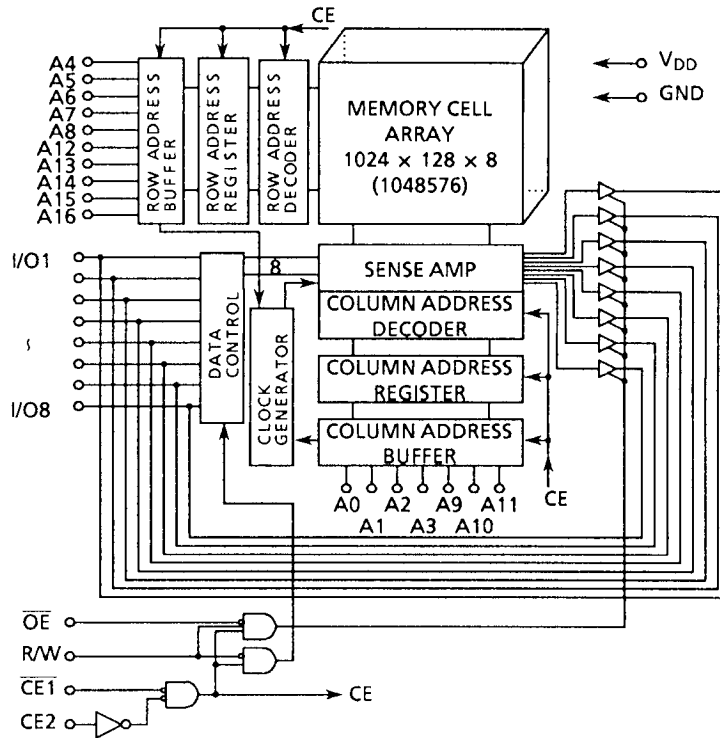 CE
A4
A5
A6
A7
A8
A12
A13
A14
A15
A16
ROW ADDRESS
BUFFER
ROW ADDRESS
REGISTER
ROW ADDRESS
DECODER
MEMORY CELL
ARRAY
1024 × 128 × 8
(1048576)
VDD
GND
I/O1
≀
I/O8
DATA
CONTROL
8
CLOCK
GENERATOR
SENSE AMP
COLUMN ADDRESS
DECODER
COLUMN ADDRESS
REGISTER
COLUMN ADDRESS
BUFFER
CE
A0 A2 A9 A11
A1 A3 A10
O̅E̅
R/W
C̅E̅1̅
CE2
CE